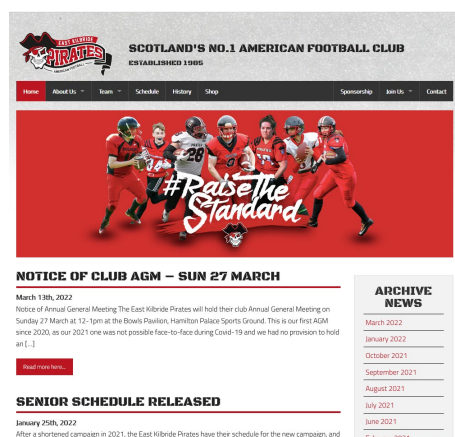 EAST KILBRIDE
PIRATES
AMERICAN FOOTBALL
SCOTLAND'S NO.1 AMERICAN FOOTBALL CLUB
ESTABLISHED 1985
Home About Us Team Schedule History Shop Sponsorship Join Us Contact
28
#RaiseThe
Standard
NOTICE OF CLUB AGM – SUN 27 MARCH
March 13th, 2022
Notice of Annual General Meeting The East Kilbride Pirates will hold their club Annual General Meeting on
Sunday 27 March at 12-1pm at the Bowls Pavilion, Hamilton Palace Sports Ground. This is our first AGM
since 2020, as our 2021 one was not possible face-to-face during Covid-19 and we had no provision to hold
an […]
Read more here...
SENIOR SCHEDULE RELEASED
January 25th, 2022
After a shortened campaign in 2021, the East Kilbride Pirates have their schedule for the new campaign, and
ARCHIVE
NEWS
March 2022
January 2022
October 2021
September 2021
August 2021
July 2021
June 2021